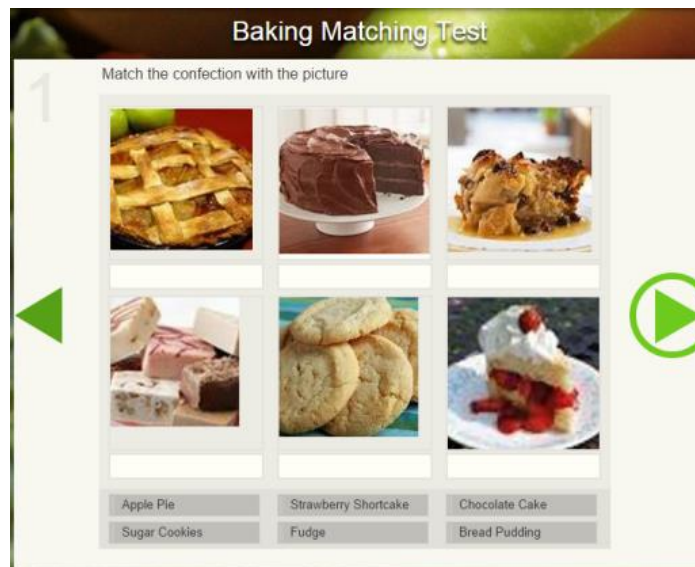 Baking Matching Test
1
Match the confection with the picture
Apple Pie
Strawberry Shortcake
Chocolate Cake
Sugar Cookies
Fudge
Bread Pudding